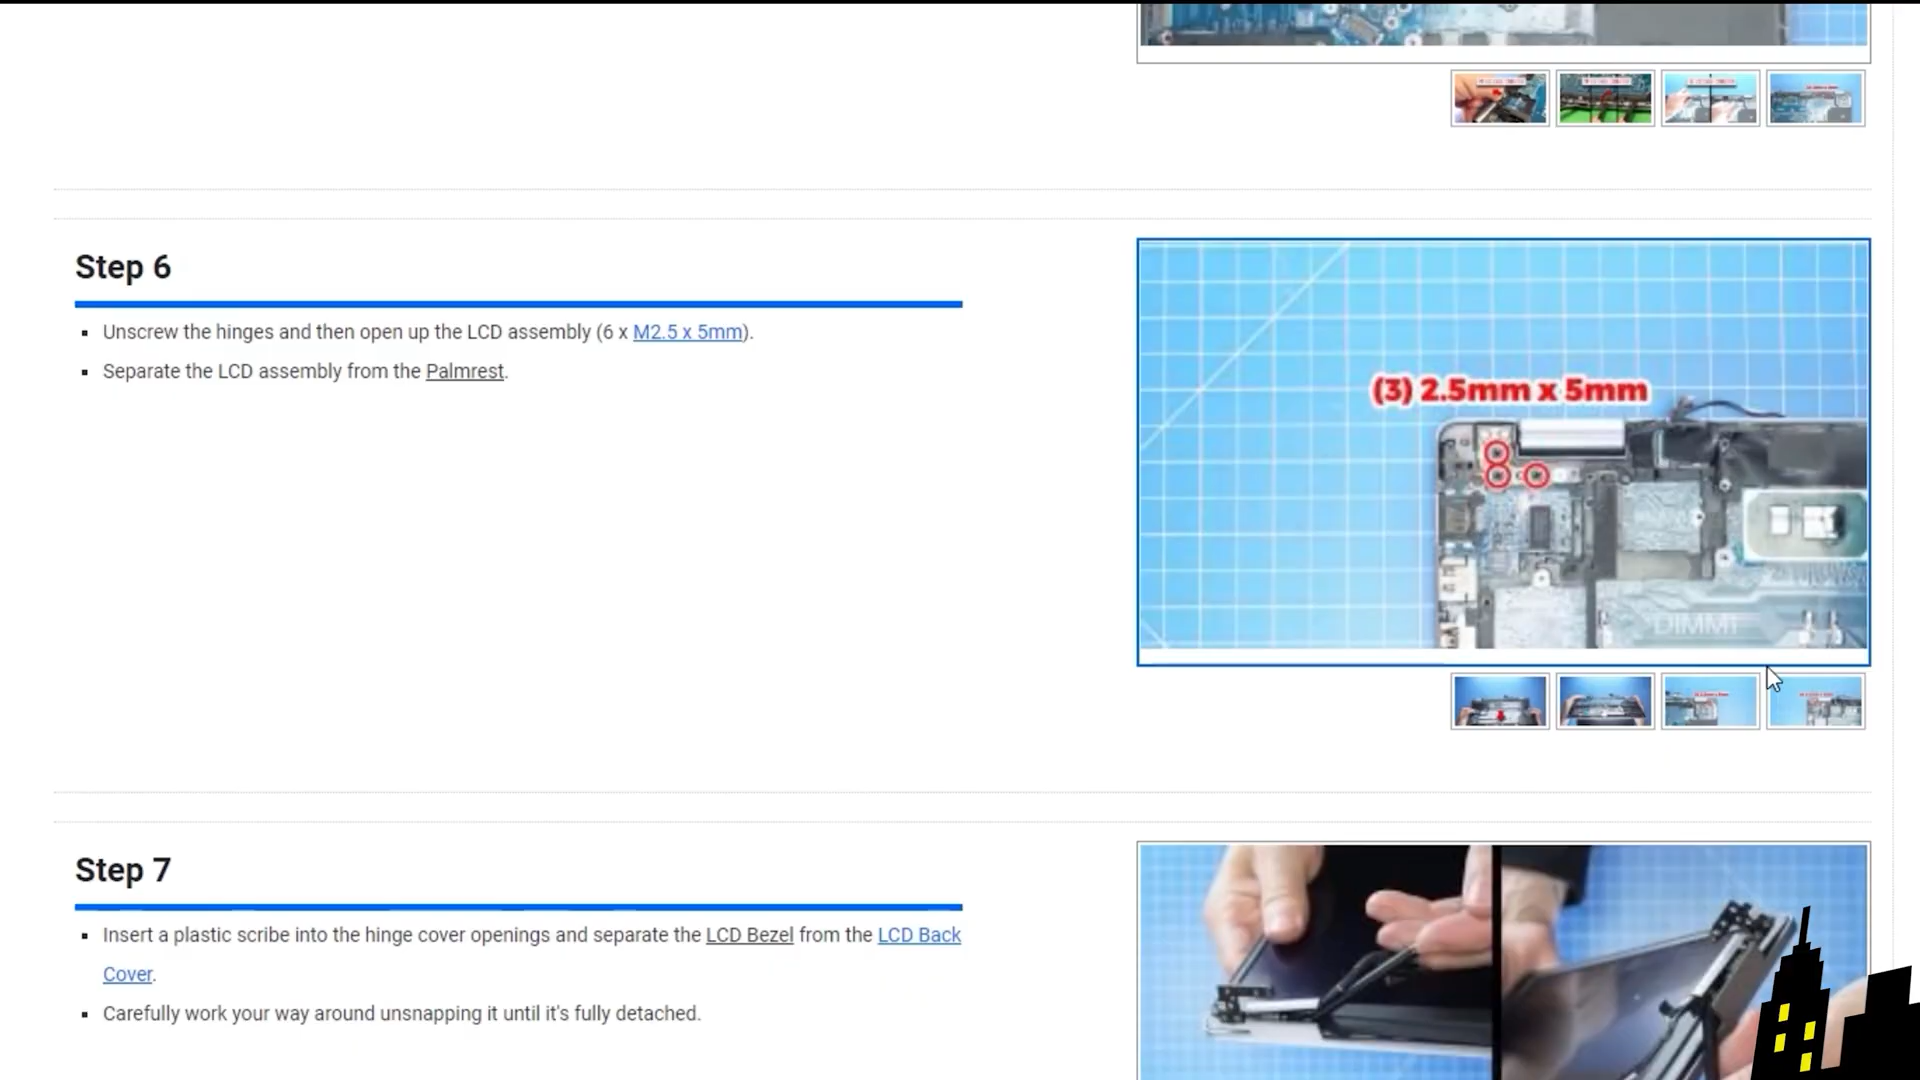 Step 6
▪ Unscrew the hinges and then open up the LCD assembly (6 x M2.5 x 5mm).
▪ Separate the LCD assembly from the Palmrest.
(3) 2.5mm x 5mm
DIMM1
Step 7
▪ Insert a plastic scribe into the hinge cover openings and separate the LCD Bezel from the LCD Back
Cover.
▪ Carefully work your way around unsnapping it until it's fully detached.